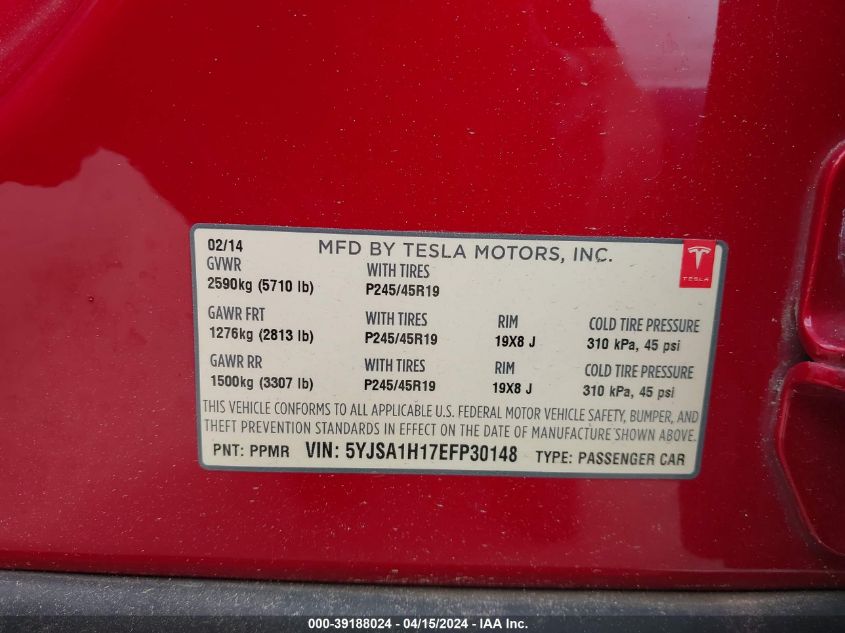 02/14 MFD BY TESLA MOTORS, INC.
GVWR WITH TIRES
2590kg (5710 lb) P245/45R19
GAWR FRT WITH TIRES RIM COLD TIRE PRESSURE
1276kg (2813 lb) P245/45R19 19X8 J 310 kPa, 45 psi
GAWR RR WITH TIRES RIM COLD TIRE PRESSURE
1500kg (3307 lb) P245/45R19 19X8 J 310 kPa, 45 psi
THIS VEHICLE CONFORMS TO ALL APPLICABLE U.S. FEDERAL MOTOR VEHICLE SAFETY, BUMPER, AND
THEFT PREVENTION STANDARDS IN EFFECT ON THE DATE OF MANUFACTURE SHOWN ABOVE.
PNT: PPMR VIN: 5YJSA1H17EFP30148 TYPE: PASSENGER CAR
TESLA
000-39188024 - 04/15/2024 - IAAI.COM